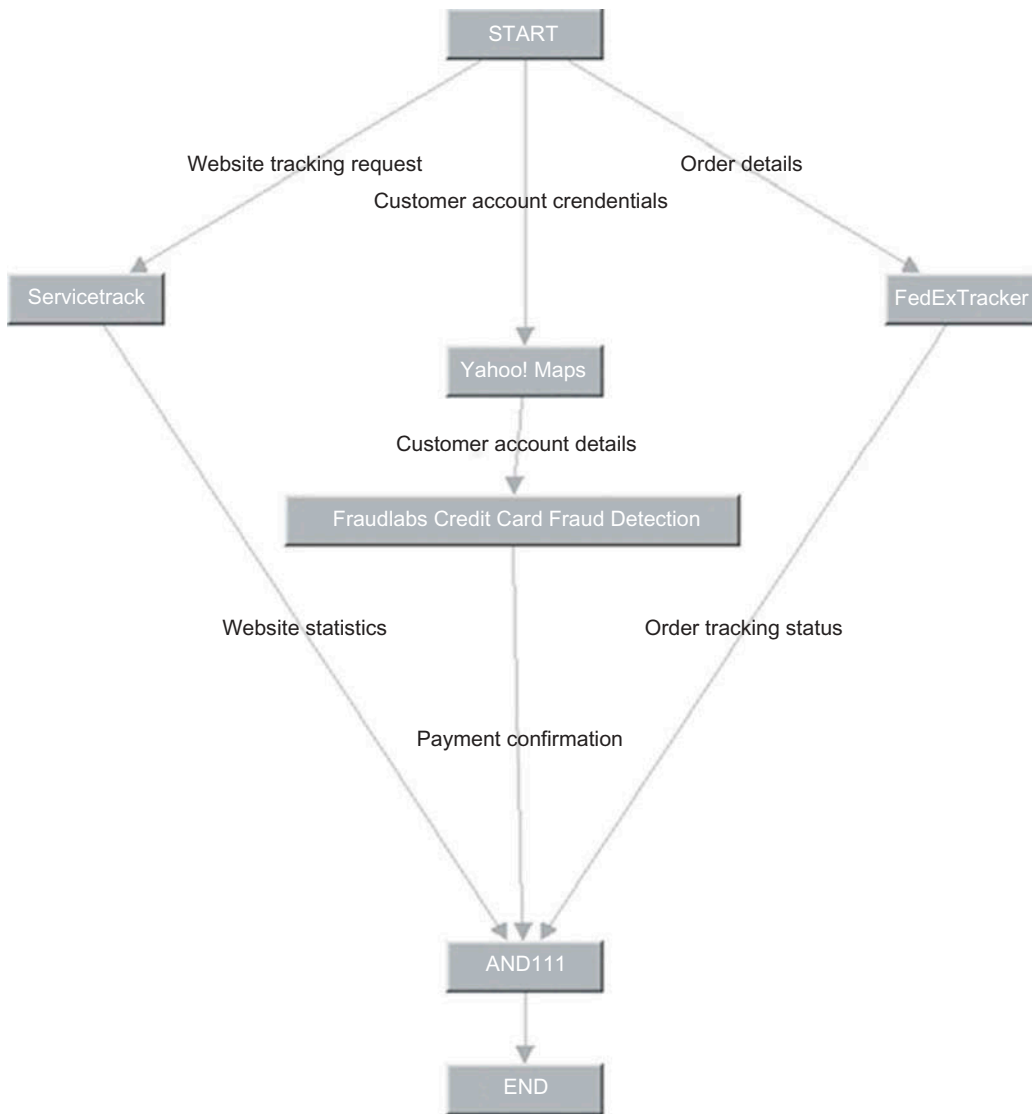 START
Website tracking request
Order details
Customer account crendentials
Servicetrack
FedExTracker
Yahoo! Maps
Customer account details
Fraudlabs Credit Card Fraud Detection
Website statistics
Order tracking status
Payment confirmation
AND111
END